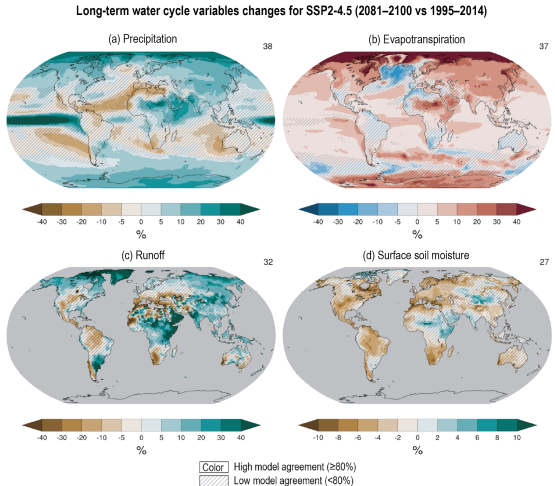 Long-term water cycle variables changes for SSP2-4.5 (2081–2100 vs 1995–2014)
(a) Precipitation 38
(b) Evapotranspiration 37
-40 -30 -20 -10 -5 0 5 10 20 30 40
%
-40 -30 -20 -10 -5 0 5 10 20 30 40
%
(c) Runoff 32
(d) Surface soil moisture 27
-40 -30 -20 -10 -5 0 5 10 20 30 40
%
-10 -8 -6 -4 -2 0 2 4 6 8 10
%
Color High model agreement (≥80%)
Low model agreement (<80%)